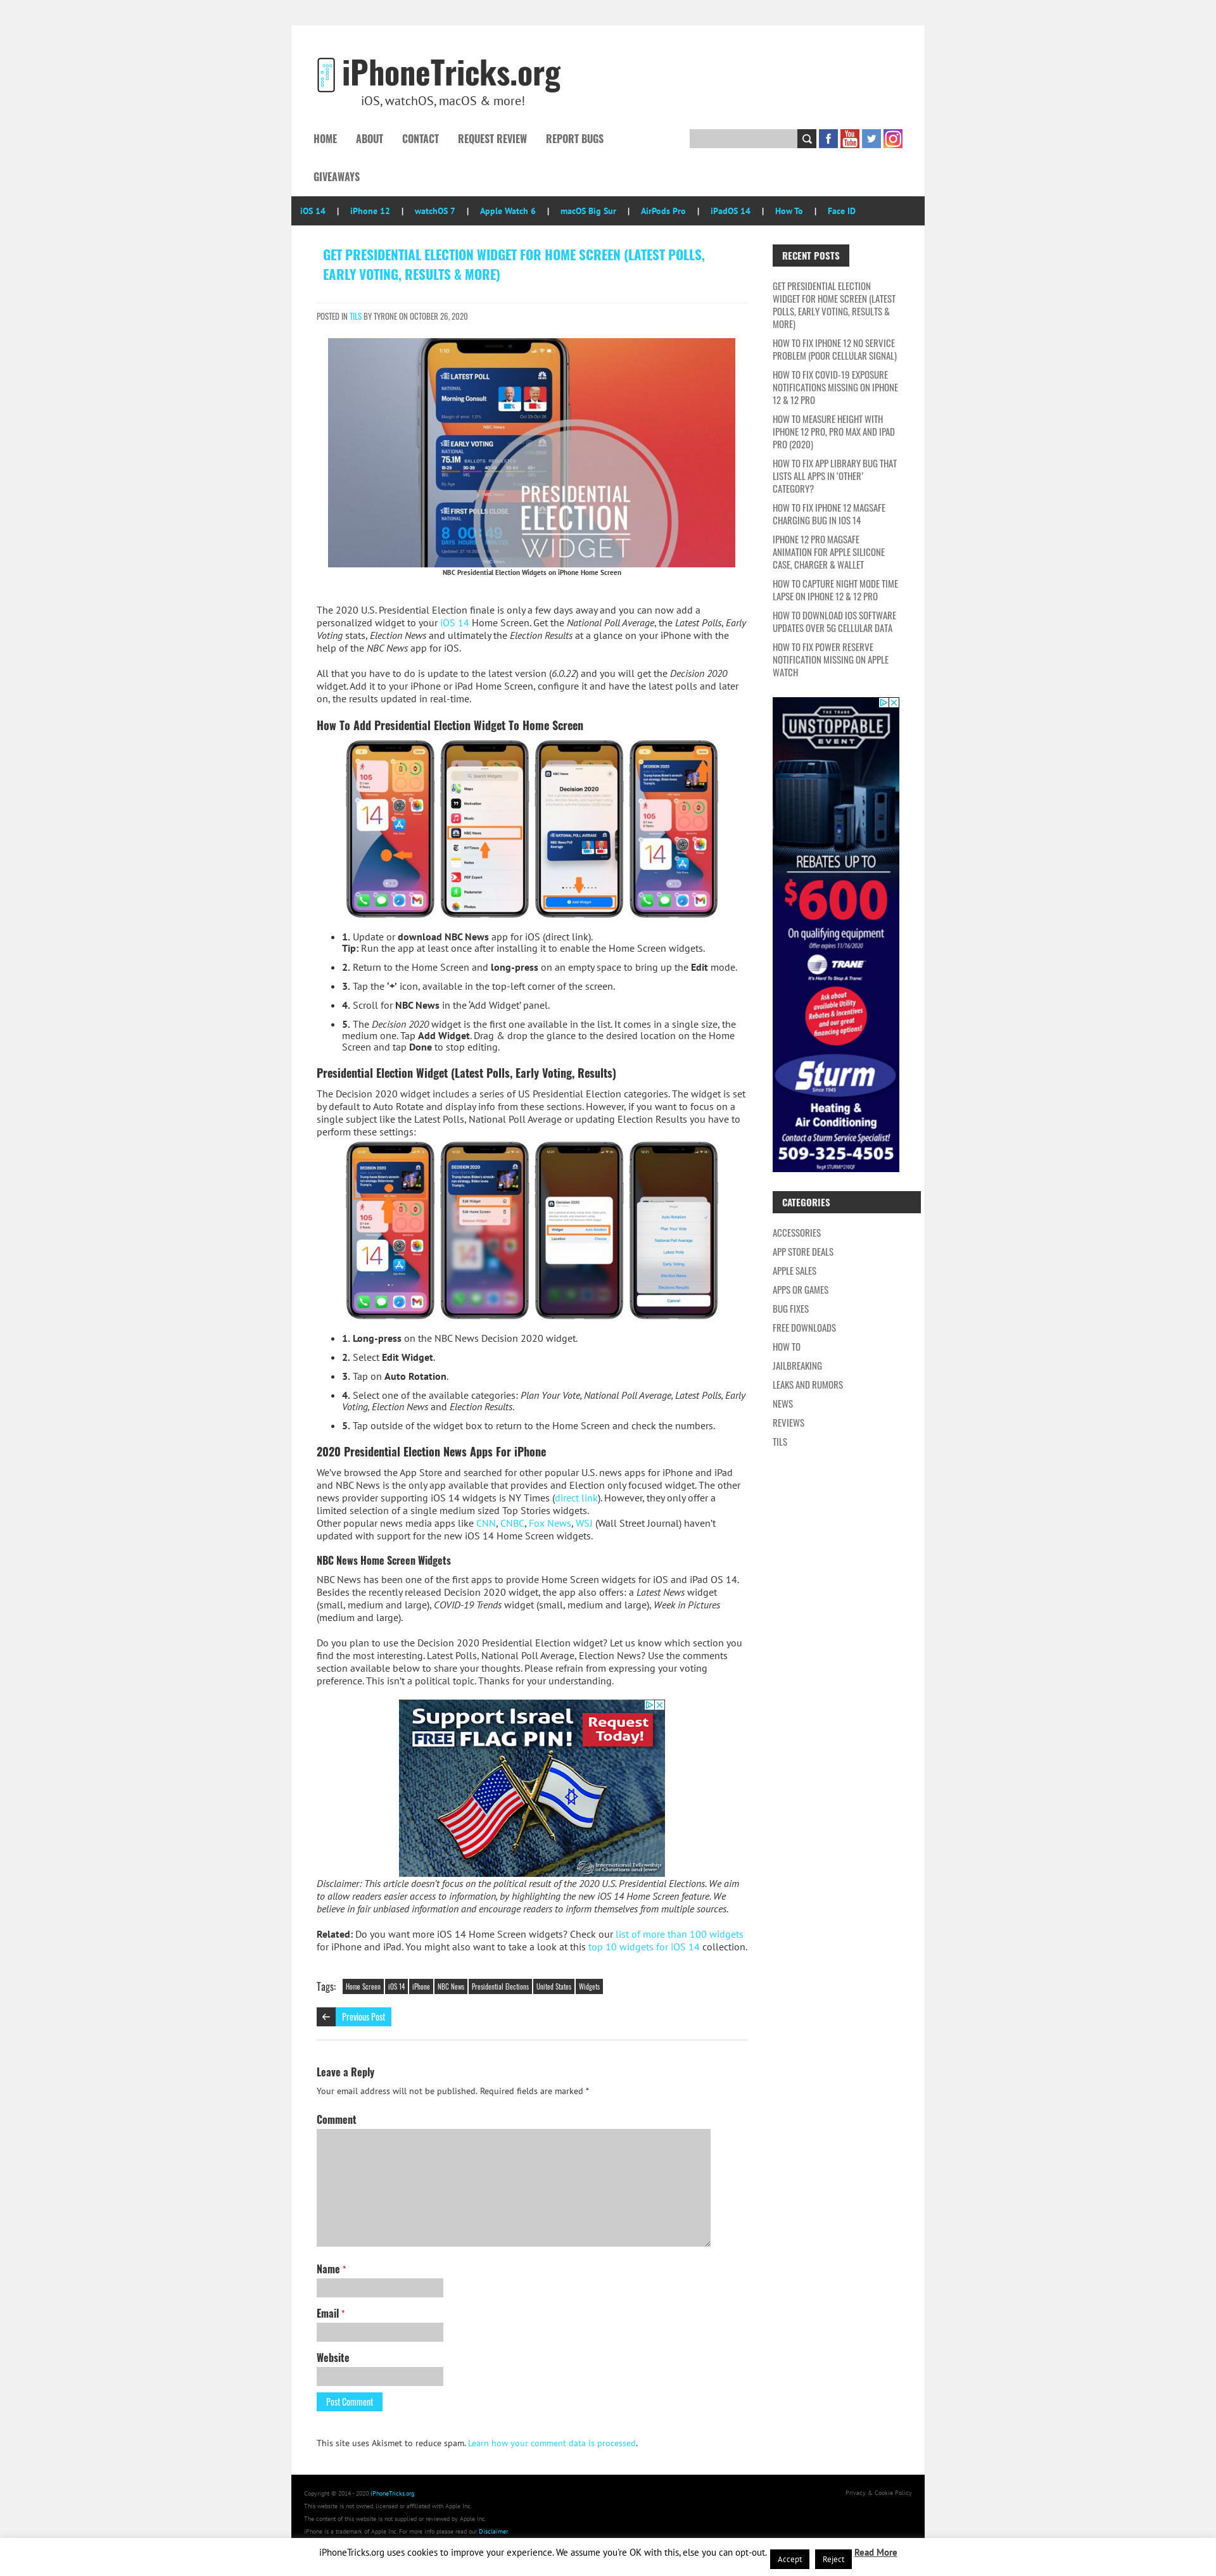 iPhoneTricks.org
iOS, watchOS, macOS & more!
HOME ABOUT CONTACT REQUEST REVIEW REPORT BUGS
GIVEAWAYS
iOS 14 | iPhone 12 | watchOS 7 | Apple Watch 6 | macOS Big Sur | AirPods Pro | iPadOS 14 | How To | Face ID
GET PRESIDENTIAL ELECTION WIDGET FOR HOME SCREEN (LATEST POLLS,
EARLY VOTING, RESULTS & MORE)
POSTED IN TILS BY TYRONE ON OCTOBER 26, 2020
LATEST POLL
NATIONAL
Morning Consult
EARLY VOTING
NATIONAL
75.1M BALLOTS
By Age
FIRST POLLS CLOSE
8 00:49
DAYS HOURS
PRESIDENTIAL
ELECTION
WIDGET
NBC Presidential Election Widgets on iPhone Home Screen
The 2020 U.S. Presidential Election finale is only a few days away and you can now add a
personalized widget to your iOS 14 Home Screen. Get the National Poll Average, the Latest Polls, Early
Voting stats, Election News and ultimately the Election Results at a glance on your iPhone with the
help of the NBC News app for iOS.
All that you have to do is update to the latest version (6.0.22) and you will get the Decision 2020
widget. Add it to your iPhone or iPad Home Screen, configure it and have the latest polls and later
on, the results updated in real-time.
How To Add Presidential Election Widget To Home Screen
1. Update or download NBC News app for iOS (direct link).
Tip: Run the app at least once after installing it to enable the Home Screen widgets.
2. Return to the Home Screen and long-press on an empty space to bring up the Edit mode.
3. Tap the '+' icon, available in the top-left corner of the screen.
4. Scroll for NBC News in the 'Add Widget' panel.
5. The Decision 2020 widget is the first one available in the list. It comes in a single size, the
medium one. Tap Add Widget. Drag & drop the glance to the desired location on the Home
Screen and tap Done to stop editing.
Presidential Election Widget (Latest Polls, Early Voting, Results)
The Decision 2020 widget includes a series of US Presidential Election categories. The widget is set
by default to Auto Rotate and display info from these sections. However, if you want to focus on a
single subject like the Latest Polls, National Poll Average or updating Election Results you have to
perform these settings:
1. Long-press on the NBC News Decision 2020 widget.
2. Select Edit Widget.
3. Tap on Auto Rotation.
4. Select one of the available categories: Plan Your Vote, National Poll Average, Latest Polls, Early
Voting, Election News and Election Results.
5. Tap outside of the widget box to return to the Home Screen and check the numbers.
2020 Presidential Election News Apps For iPhone
We've browsed the App Store and searched for other popular U.S. news apps for iPhone and iPad
and NBC News is the only app available that provides and Election only focused widget. The other
news provider supporting iOS 14 widgets is NY Times (direct link). However, they only offer a
limited selection of a single medium sized Top Stories widgets.
Other popular news media apps like CNN, CNBC, Fox News, WSJ (Wall Street Journal) haven't
updated with support for the new iOS 14 Home Screen widgets.
NBC News Home Screen Widgets
NBC News has been one of the first apps to provide Home Screen widgets for iOS and iPad OS 14.
Besides the recently released Decision 2020 widget, the app also offers: a Latest News widget
(small, medium and large), COVID-19 Trends widget (small, medium and large), Week in Pictures
(medium and large).
Do you plan to use the Decision 2020 Presidential Election widget? Let us know which section you
find the most interesting. Latest Polls, National Poll Average, Election News? Use the comments
section available below to share your thoughts. Please refrain from expressing your voting
preference. This isn't a political topic. Thanks for your understanding.
Support Israel
FREE FLAG PIN!
Request
Today!
International Fellowship
of Christians and Jews
Disclaimer: This article doesn't focus on the political result of the 2020 U.S. Presidential Elections. We aim
to allow readers easier access to information, by highlighting the new iOS 14 Home Screen feature. We
believe in fair unbiased information and encourage readers to inform themselves from multiple sources.
Related: Do you want more iOS 14 Home Screen widgets? Check our list of more than 100 widgets
for iPhone and iPad. You might also want to take a look at this top 10 widgets for iOS 14 collection.
Tags: Home Screen iOS 14 iPhone NBC News Presidential Elections United States Widgets
Previous Post
Leave a Reply
Your email address will not be published. Required fields are marked *
Comment
Name *
Email *
Website
Post Comment
This site uses Akismet to reduce spam. Learn how your comment data is processed.
RECENT POSTS
GET PRESIDENTIAL ELECTION
WIDGET FOR HOME SCREEN (LATEST
POLLS, EARLY VOTING, RESULTS &
MORE)
HOW TO FIX IPHONE 12 NO SERVICE
PROBLEM (POOR CELLULAR SIGNAL)
HOW TO FIX COVID-19 EXPOSURE
NOTIFICATIONS MISSING ON IPHONE
12 & 12 PRO
HOW TO MEASURE HEIGHT WITH
IPHONE 12 PRO, PRO MAX AND IPAD
PRO (2020)
HOW TO FIX APP LIBRARY BUG THAT
LISTS ALL APPS IN 'OTHER'
CATEGORY?
HOW TO FIX IPHONE 12 MAGSAFE
CHARGING BUG IN IOS 14
IPHONE 12 PRO MAGSAFE
ANIMATION FOR APPLE SILICONE
CASE, CHARGER & WALLET
HOW TO CAPTURE NIGHT MODE TIME
LAPSE ON IPHONE 12 & 12 PRO
HOW TO DOWNLOAD IOS SOFTWARE
UPDATES OVER 5G CELLULAR DATA
HOW TO FIX POWER RESERVE
NOTIFICATION MISSING ON APPLE
WATCH
THE TRANE
UNSTOPPABLE
EVENT
REBATES UP TO
$600
On qualifying equipment
Offer expires 11/16/2020
TRANE
It's Hard To Stop A Trane.
Ask about
available Utility
Rebates & Incentives
and our great
financing offers!
Sturm
Since 1945
Heating &
Air Conditioning
Contact a Sturm Service Specialist!
509-325-4505
CATEGORIES
ACCESSORIES
APP STORE DEALS
APPLE SALES
APPS OR GAMES
BUG FIXES
FREE DOWNLOADS
HOW TO
JAILBREAKING
LEAKS AND RUMORS
NEWS
REVIEWS
TILS
Copyright © 2014 - 2020 iPhoneTricks.org
This website is not owned, licensed or affiliated with Apple Inc.
The content of this website is not supplied or reviewed by Apple Inc.
iPhone is a trademark of Apple Inc. For more info please read our Disclaimer.
Privacy & Cookie Policy
iPhoneTricks.org uses cookies to improve your experience. We assume you're OK with this, else you can opt-out. Accept Reject Read More